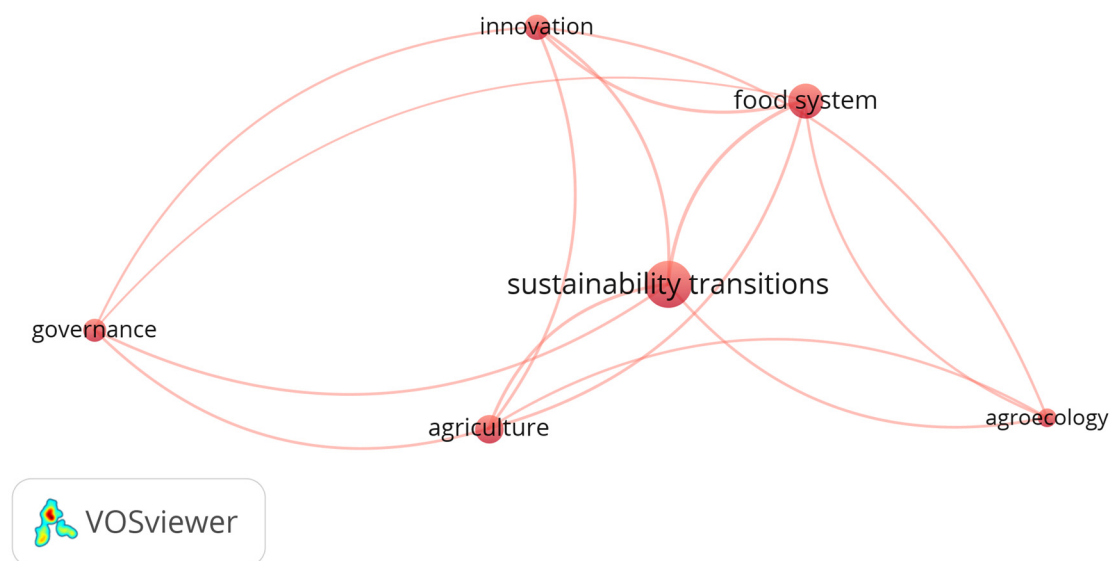 innovation
food system
sustainability transitions
governance
agriculture
agroecology
VOSviewer